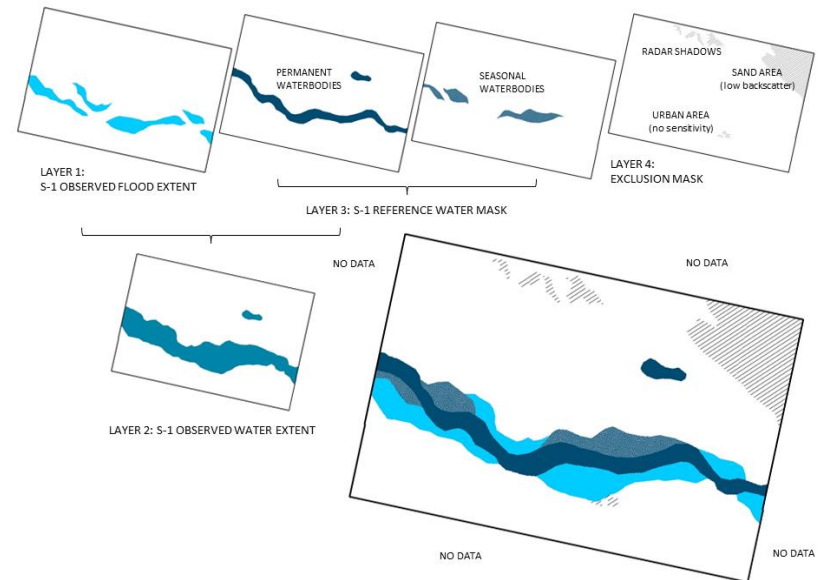 PERMANENT
WATERBODIES
SEASONAL
WATERBODIES
RADAR SHADOWS
SAND AREA
(low backscatter)
URBAN AREA
(no sensitivity)
LAYER 1:
S-1 OBSERVED FLOOD EXTENT
LAYER 4:
EXCLUSION MASK
LAYER 3: S-1 REFERENCE WATER MASK
NO DATA
NO DATA
LAYER 2: S-1 OBSERVED WATER EXTENT
NO DATA
NO DATA